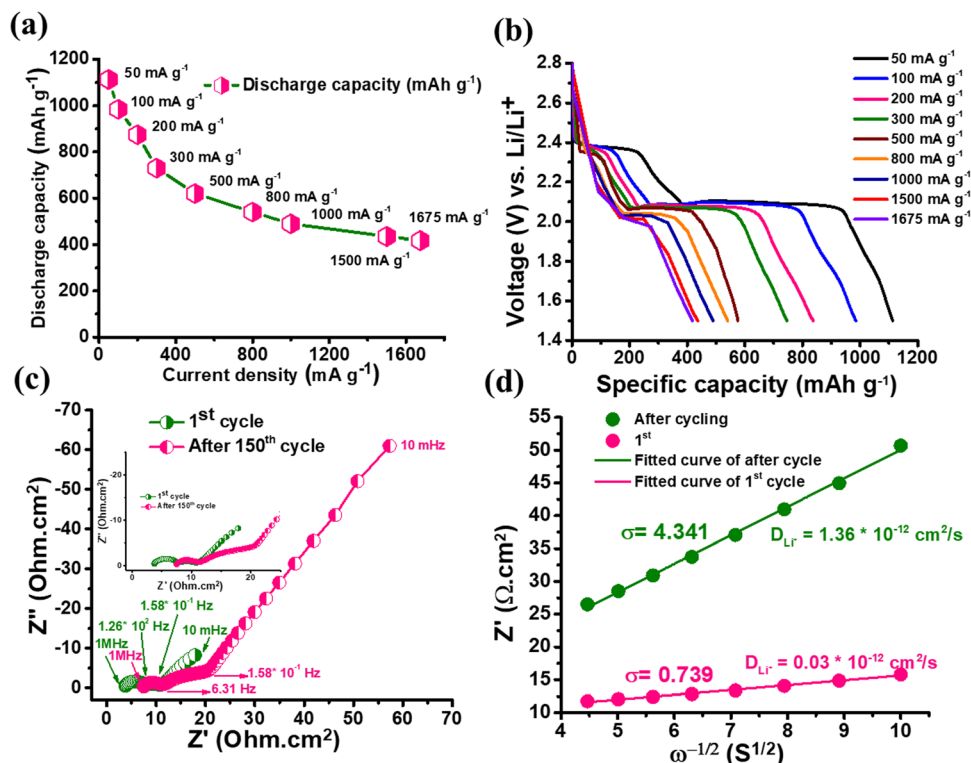 (a)
Discharge capacity (mAh g⁻¹)
1200
1000
800
600
400
200
0
50 mA g⁻¹
100 mA g⁻¹
200 mA g⁻¹
300 mA g⁻¹
500 mA g⁻¹
800 mA g⁻¹
1000 mA g⁻¹
1500 mA g⁻¹
1675 mA g⁻¹
Discharge capacity (mAh g⁻¹)
0 400 800 1200 1600
Current density (mA g⁻¹)
(b)
Voltage (V) vs. Li/Li⁺
2.8
2.6
2.4
2.2
2.0
1.8
1.6
1.4
50 mA g⁻¹
100 mA g⁻¹
200 mA g⁻¹
300 mA g⁻¹
500 mA g⁻¹
800 mA g⁻¹
1000 mA g⁻¹
1500 mA g⁻¹
1675 mA g⁻¹
0 200 400 600 800 1000 1200
Specific capacity (mAh g⁻¹)
(c)
Z'' (Ohm.cm²)
-70
-60
-50
-40
-30
-20
-10
0
1ˢᵗ cycle
After 150ᵗʰ cycle
10 mHz
Z'' (Ohm.cm²)
-20
-10
0
1ˢᵗ cycle
After 150ᵗʰ cycle
0 10 20
Z' (Ohm.cm²)
1.58* 10⁻¹ Hz
1.26* 10² Hz
10 mHz
1MHz
1MHz
1.58* 10⁻¹ Hz
6.31 Hz
0 10 20 30 40 50 60 70
Z' (Ohm.cm²)
(d)
Z' (Ω.cm²)
55
50
45
40
35
30
25
20
15
10
After cycling
1ˢᵗ
Fitted curve of after cycle
Fitted curve of 1ˢᵗ cycle
σ= 4.341
D_Li⁻ = 1.36 * 10⁻¹² cm²/s
σ= 0.739
D_Li⁻ = 0.03 * 10⁻¹² cm²/s
4 5 6 7 8 9 10
ω⁻¹/² (S¹/²)